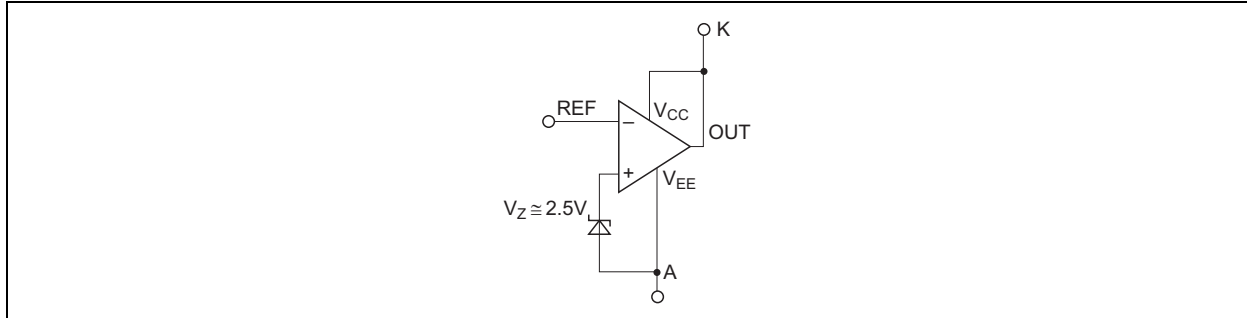 K
REF
−
V_CC
OUT
+
V_EE
V_Z ≅ 2.5V
A